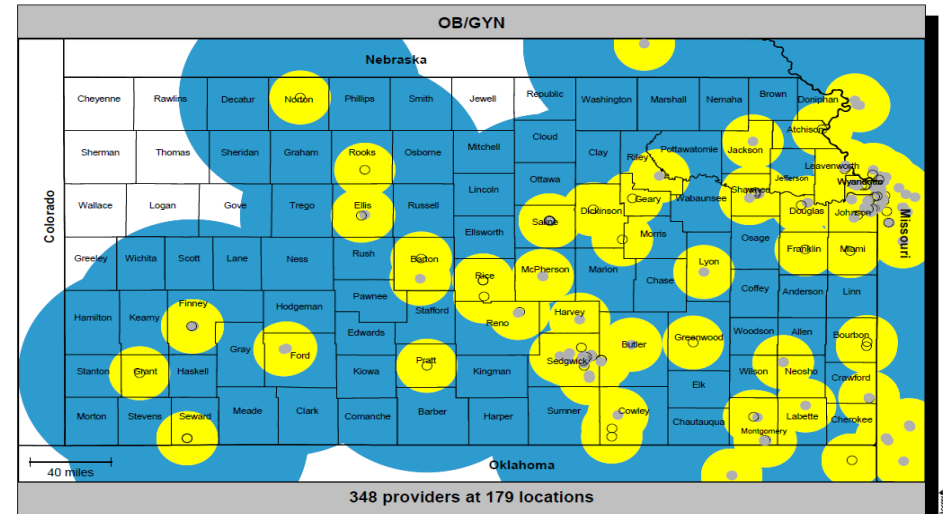 OB/GYN
Nebraska
Cheyenne
Rawlins
Decatur
Norton
Phillips
Smith
Jewell
Republic
Washington
Marshall
Nemaha
Brown
Doniphan
Atchison
Cloud
Clay
Riley
Pottawatomie
Jackson
Sherman
Thomas
Sheridan
Graham
Rooks
Osborne
Mitchell
Leavenworth
Jefferson
Wyandotte
Ottawa
Lincoln
Wallace
Logan
Gove
Trego
Ellis
Russell
Saline
Dickinson
Geary
Wabaunsee
Shawnee
Douglas
Johnson
Colorado
Missouri
Ellsworth
Morris
Osage
Franklin
Miami
Greeley
Wichita
Scott
Lane
Ness
Rush
Barton
Rice
McPherson
Marion
Chase
Lyon
Coffey
Anderson
Linn
Pawnee
Stafford
Hamilton
Kearny
Finney
Hodgeman
Reno
Harvey
Edwards
Gray
Ford
Butler
Greenwood
Woodson
Allen
Bourbon
Stanton
Grant
Haskell
Kiowa
Pratt
Kingman
Sedgwick
Elk
Wilson
Neosho
Crawford
Morton
Stevens
Seward
Meade
Clark
Comanche
Barber
Harper
Sumner
Cowley
Chautauqua
Montgomery
Labette
Cherokee
Oklahoma
40 miles
348 providers at 179 locations